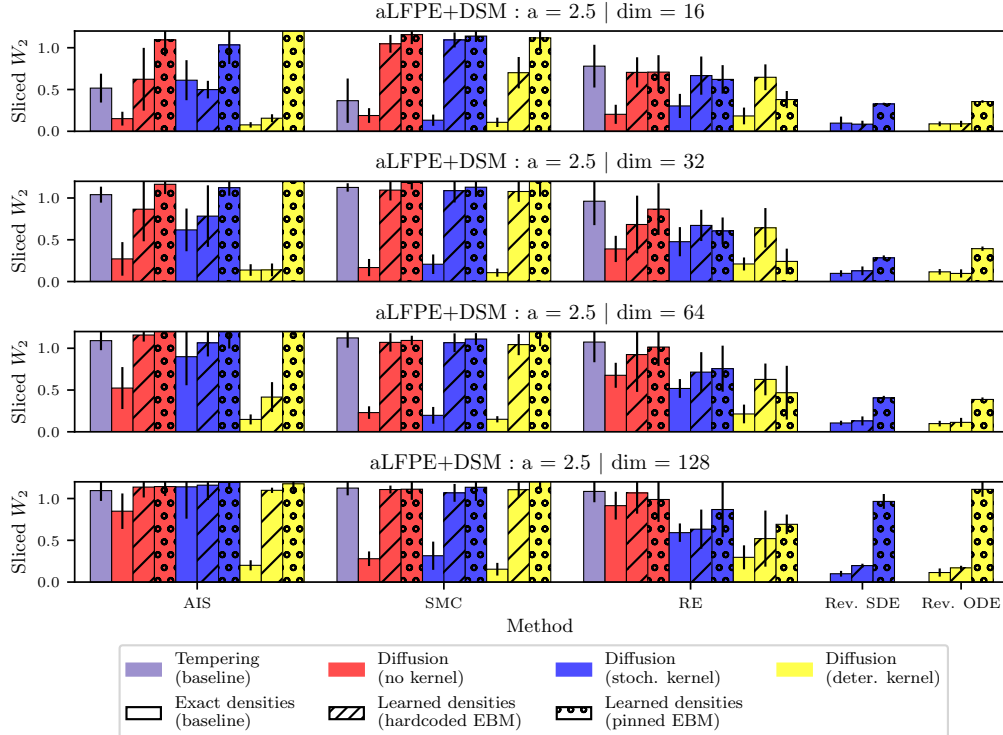 aLFPE+DSM : a = 2.5 | dim = 16
Sliced W₂
1.0
0.5
0.0
aLFPE+DSM : a = 2.5 | dim = 32
Sliced W₂
1.0
0.5
0.0
aLFPE+DSM : a = 2.5 | dim = 64
Sliced W₂
1.0
0.5
0.0
aLFPE+DSM : a = 2.5 | dim = 128
Sliced W₂
1.0
0.5
0.0
AIS SMC RE Rev. SDE Rev. ODE
Method
Tempering Diffusion Diffusion Diffusion
(baseline) (no kernel) (stoch. kernel) (deter. kernel)
Exact densities Learned densities Learned densities
(baseline) (hardcoded EBM) (pinned EBM)